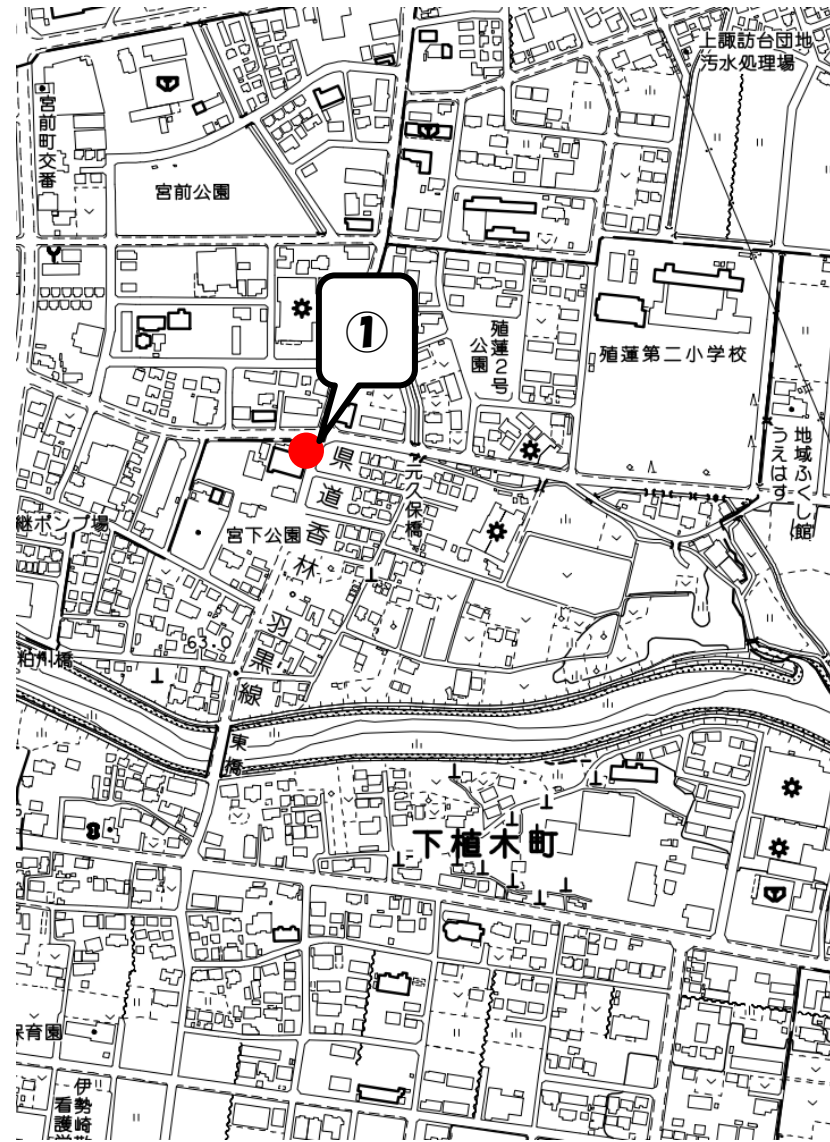 上諏訪台団地
汚水処理場
宮前町交番
宮前公園
①
殖蓮2号
公園
殖蓮第二小学校
地域ふくし館
うえはす
県道香林羽黒線
元久保橋
継ポンプ場
宮下公園
63.0
粕川橋
東橋
下植木町
保育園
伊勢崎敬
看護学